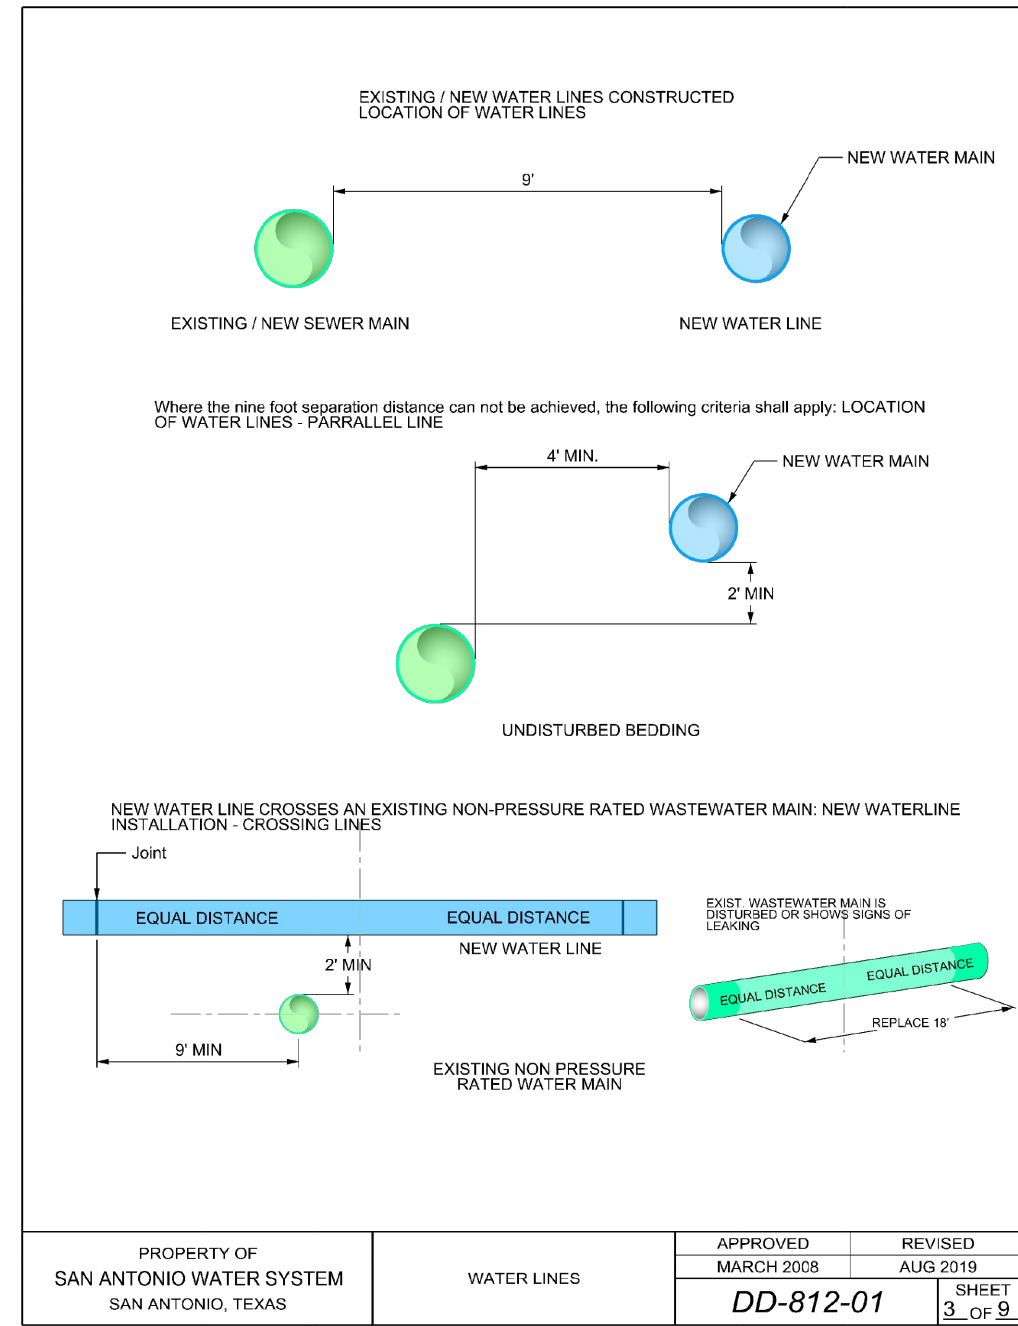 EXISTING / NEW WATER LINES CONSTRUCTED
LOCATION OF WATER LINES
NEW WATER MAIN
9'
EXISTING / NEW SEWER MAIN
NEW WATER LINE
Where the nine foot separation distance can not be achieved, the following criteria shall apply: LOCATION
OF WATER LINES - PARRALLEL LINE
4' MIN.
NEW WATER MAIN
2' MIN
UNDISTURBED BEDDING
NEW WATER LINE CROSSES AN EXISTING NON-PRESSURE RATED WASTEWATER MAIN: NEW WATERLINE
INSTALLATION - CROSSING LINES
Joint
EQUAL DISTANCE
EQUAL DISTANCE
NEW WATER LINE
2' MIN
9' MIN
EXISTING NON PRESSURE
RATED WATER MAIN
EXIST. WASTEWATER MAIN IS
DISTURBED OR SHOWS SIGNS OF
LEAKING
EQUAL DISTANCE
EQUAL DISTANCE
REPLACE 18'
PROPERTY OF
SAN ANTONIO WATER SYSTEM
SAN ANTONIO, TEXAS
WATER LINES
APPROVED
REVISED
MARCH 2008
AUG 2019
DD-812-01
SHEET
3 OF 9